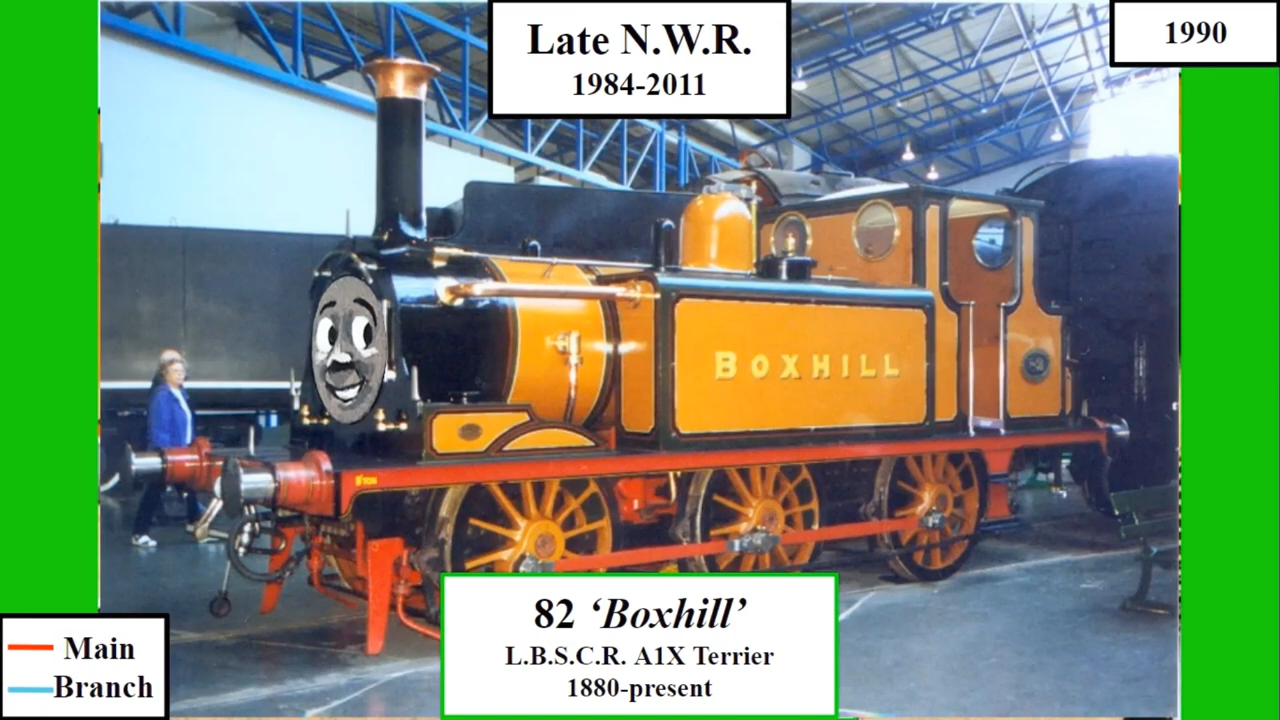 Late N.W.R.
1984-2011
1990
BOXHILL
82 ‘Boxhill’
L.B.S.C.R. A1X Terrier
1880-present
Main
Branch